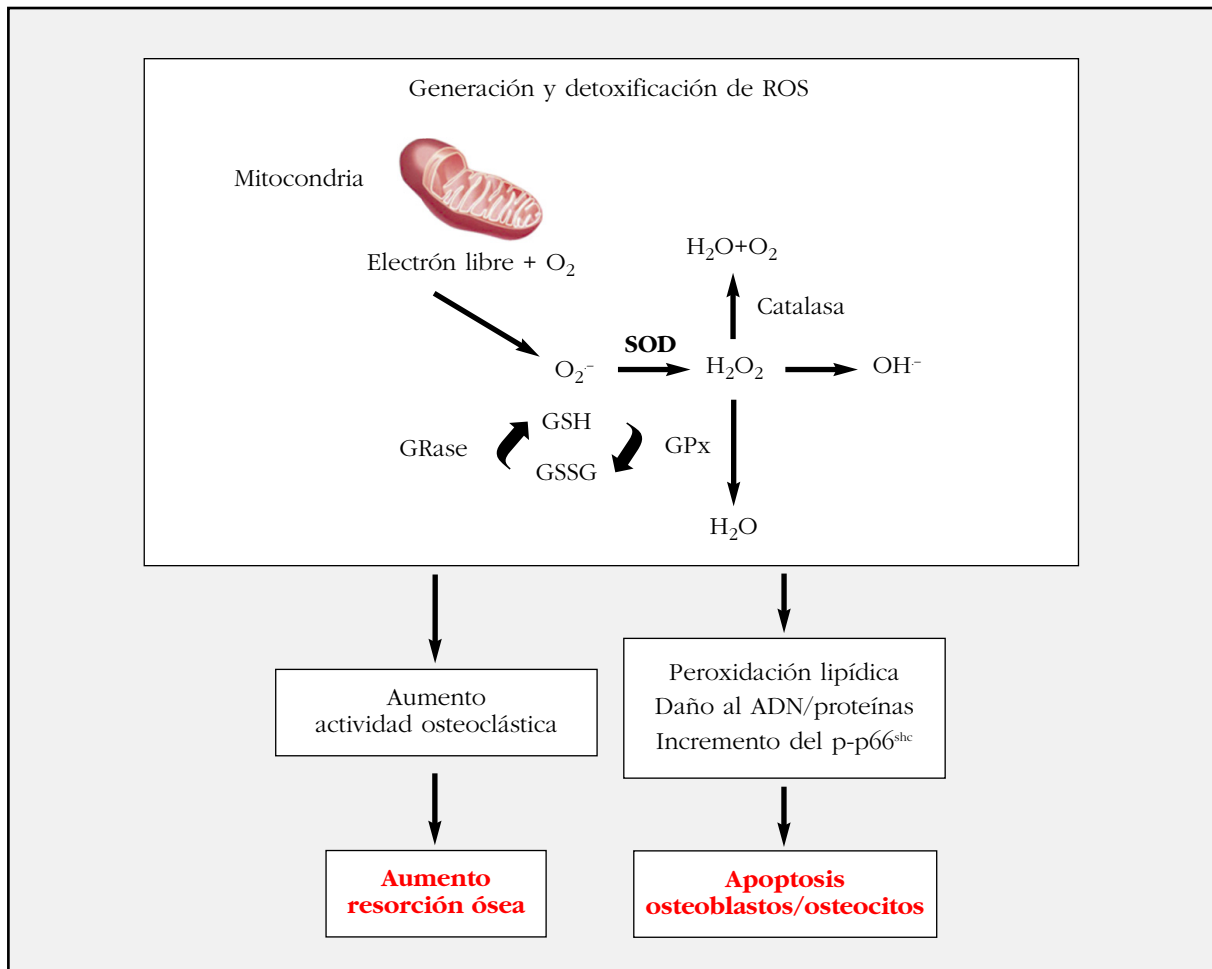 Generación y detoxificación de ROS
Mitocondria
Electrón libre + O₂
H₂O+O₂
Catalasa
SOD
O₂·⁻
H₂O₂
OH·⁻
GSH
GRase
GPx
GSSG
H₂O
Aumento
actividad osteoclástica
Peroxidación lipídica
Daño al ADN/proteínas
Incremento del p-p66ˢʰᶜ
Aumento
resorción ósea
Apoptosis
osteoblastos/osteocitos